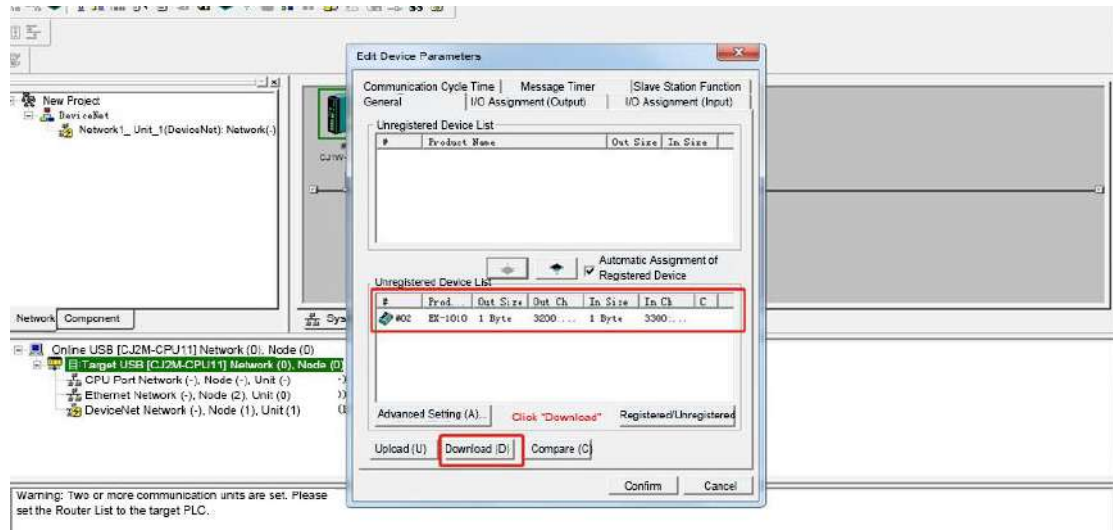 Edit Device Parameters
Communication Cycle Time | Message Timer | Slave Station Function
General | I/O Assignment (Output) | I/O Assignment (Input)
New Project
DeviceNet
Network1_ Unit_1(DeviceNet): Network(-)
Unregistered Device List
# Product Name Out Size In Size
Automatic Assignment of
Registered Device
Unregistered Device List
# Prod... Out Size Out Ch In Size In Ch C
#02 EX-1010 1 Byte 3200 .... 1 Byte 3300:...
Network Component
Sys
Online USB [CJ2M-CPU11] Network (0), Node (0)
Target USB [CJ2M-CPU11] Network (0), Node (0)
CPU Port Network (-), Node (-), Unit (-)
Ethernet Network (-), Node (2), Unit (0)
DeviceNet Network (-), Node (1), Unit (1)
Advanced Setting (A)... Click "Download" Registered/Unregistered
Upload (U) Download (D) Compare (C)
Confirm Cancel
Warning: Two or more communication units are set. Please
set the Router List to the target PLC.